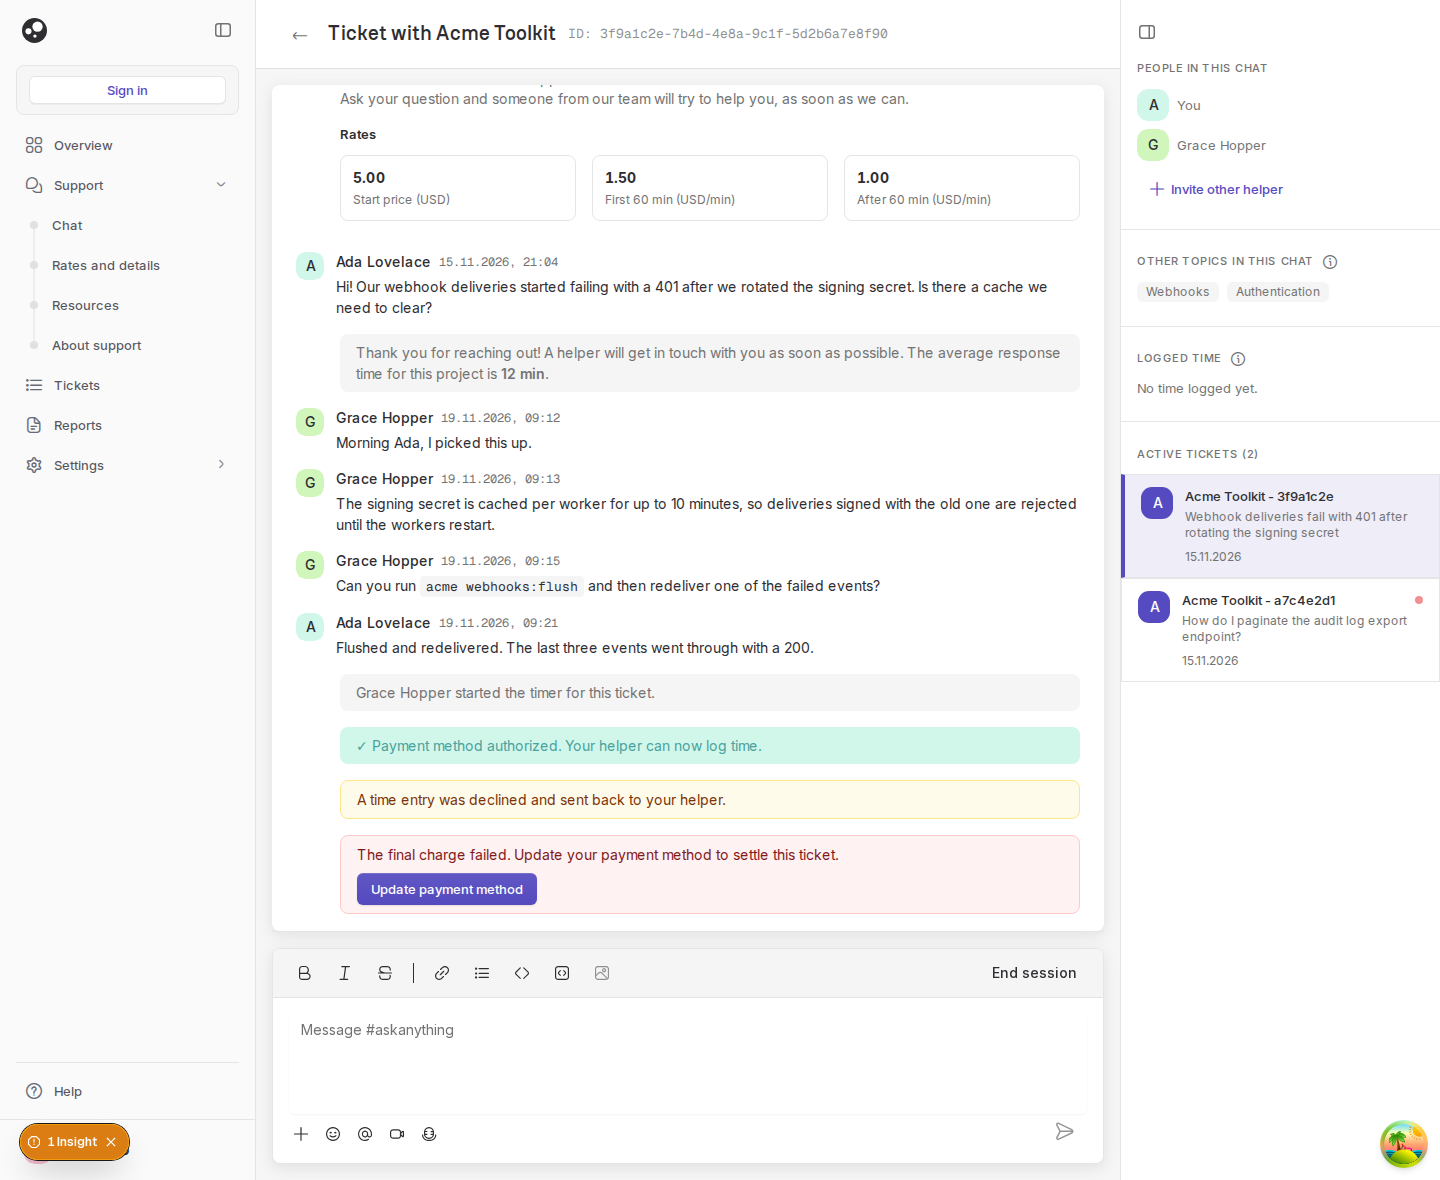 Sign in
Overview
Support
Chat
Rates and details
Resources
About support
Tickets
Reports
Settings
Help
1 Insight
Ticket with Acme Toolkit ID: 3f9a1c2e-7b4d-4e8a-9c1f-5d2b6a7e8f90
Ask your question and someone from our team will try to help you, as soon as we can.
Rates
5.00
Start price (USD)
1.50
First 60 min (USD/min)
1.00
After 60 min (USD/min)
A Ada Lovelace 15.11.2026, 21:04
Hi! Our webhook deliveries started failing with a 401 after we rotated the signing secret. Is there a cache we
need to clear?
Thank you for reaching out! A helper will get in touch with you as soon as possible. The average response
time for this project is 12 min.
G Grace Hopper 19.11.2026, 09:12
Morning Ada, I picked this up.
G Grace Hopper 19.11.2026, 09:13
The signing secret is cached per worker for up to 10 minutes, so deliveries signed with the old one are rejected
until the workers restart.
G Grace Hopper 19.11.2026, 09:15
Can you run acme webhooks:flush and then redeliver one of the failed events?
A Ada Lovelace 19.11.2026, 09:21
Flushed and redelivered. The last three events went through with a 200.
Grace Hopper started the timer for this ticket.
✓ Payment method authorized. Your helper can now log time.
A time entry was declined and sent back to your helper.
The final charge failed. Update your payment method to settle this ticket.
Update payment method
End session
Message #askanything
PEOPLE IN THIS CHAT
A You
G Grace Hopper
Invite other helper
OTHER TOPICS IN THIS CHAT
Webhooks Authentication
LOGGED TIME
No time logged yet.
ACTIVE TICKETS (2)
A Acme Toolkit - 3f9a1c2e
Webhook deliveries fail with 401 after
rotating the signing secret
15.11.2026
A Acme Toolkit - a7c4e2d1
How do I paginate the audit log export
endpoint?
15.11.2026